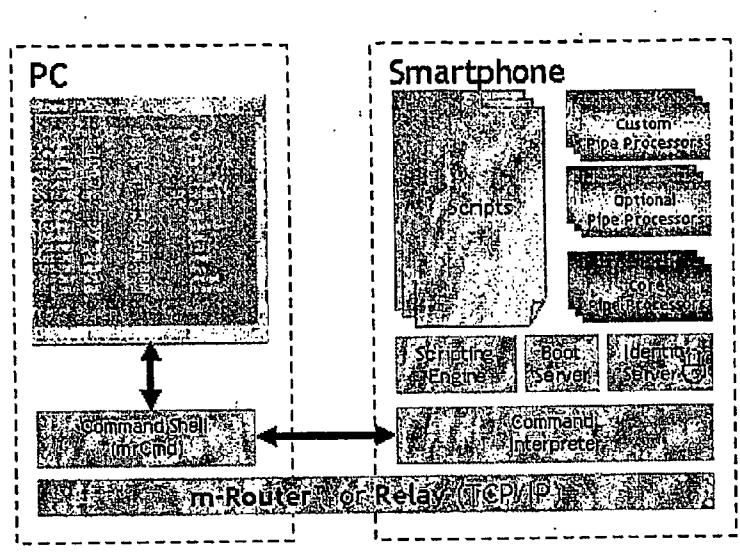 PC
Smartphone
Custom
Pipe Processors
Optional
Pipe Processors
Scripts
Core
Pipe Processors
Scripting
Engine
Boot
Server
Identity
Server
Command Shell
(mrCmd)
Command
Interpreter
m-Router™ or Relay (TCP/IP)